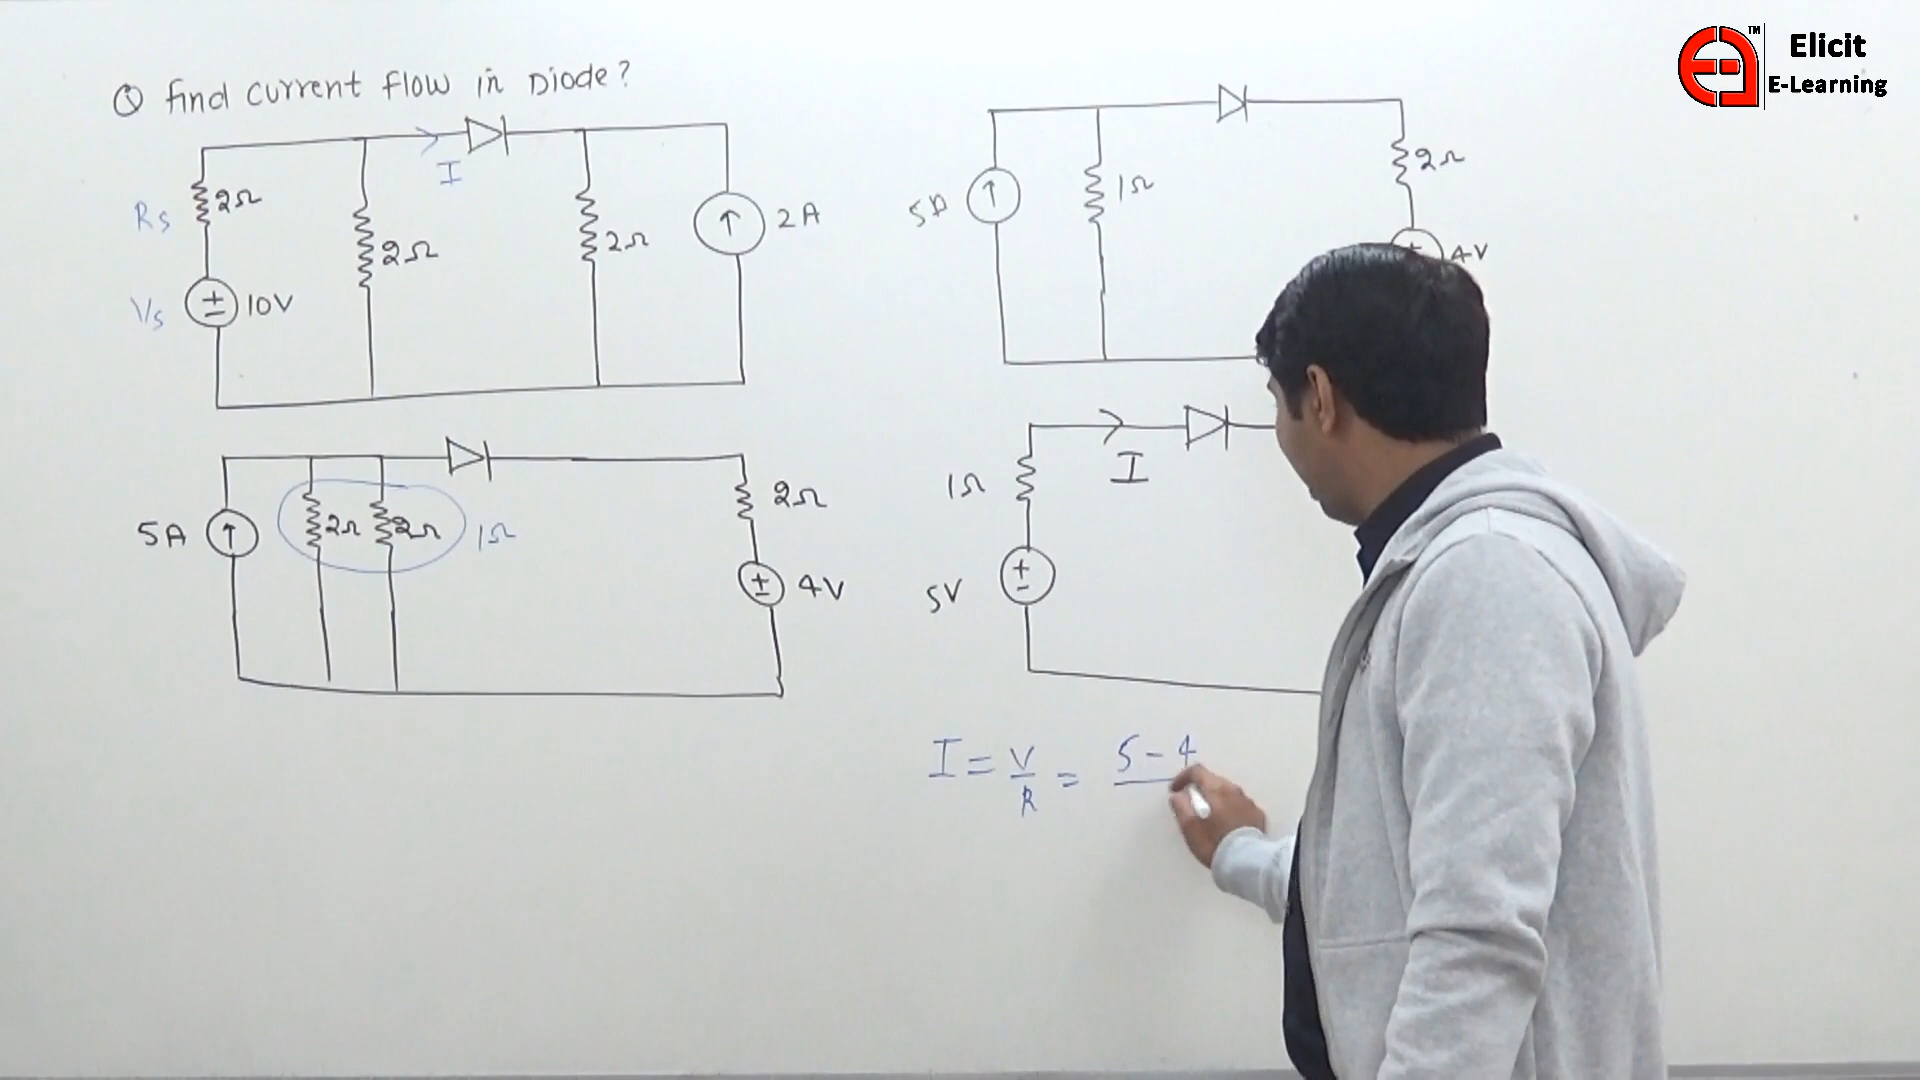 Q find current flow in Diode?
I
Rs
2Ω
2Ω
2Ω
2A
Vs
10V
5A
2Ω
2Ω
1Ω
2Ω
4V
5A
1Ω
2Ω
4V
I
1Ω
5V
I = V/R = 5-4
Elicit
E-Learning
TM